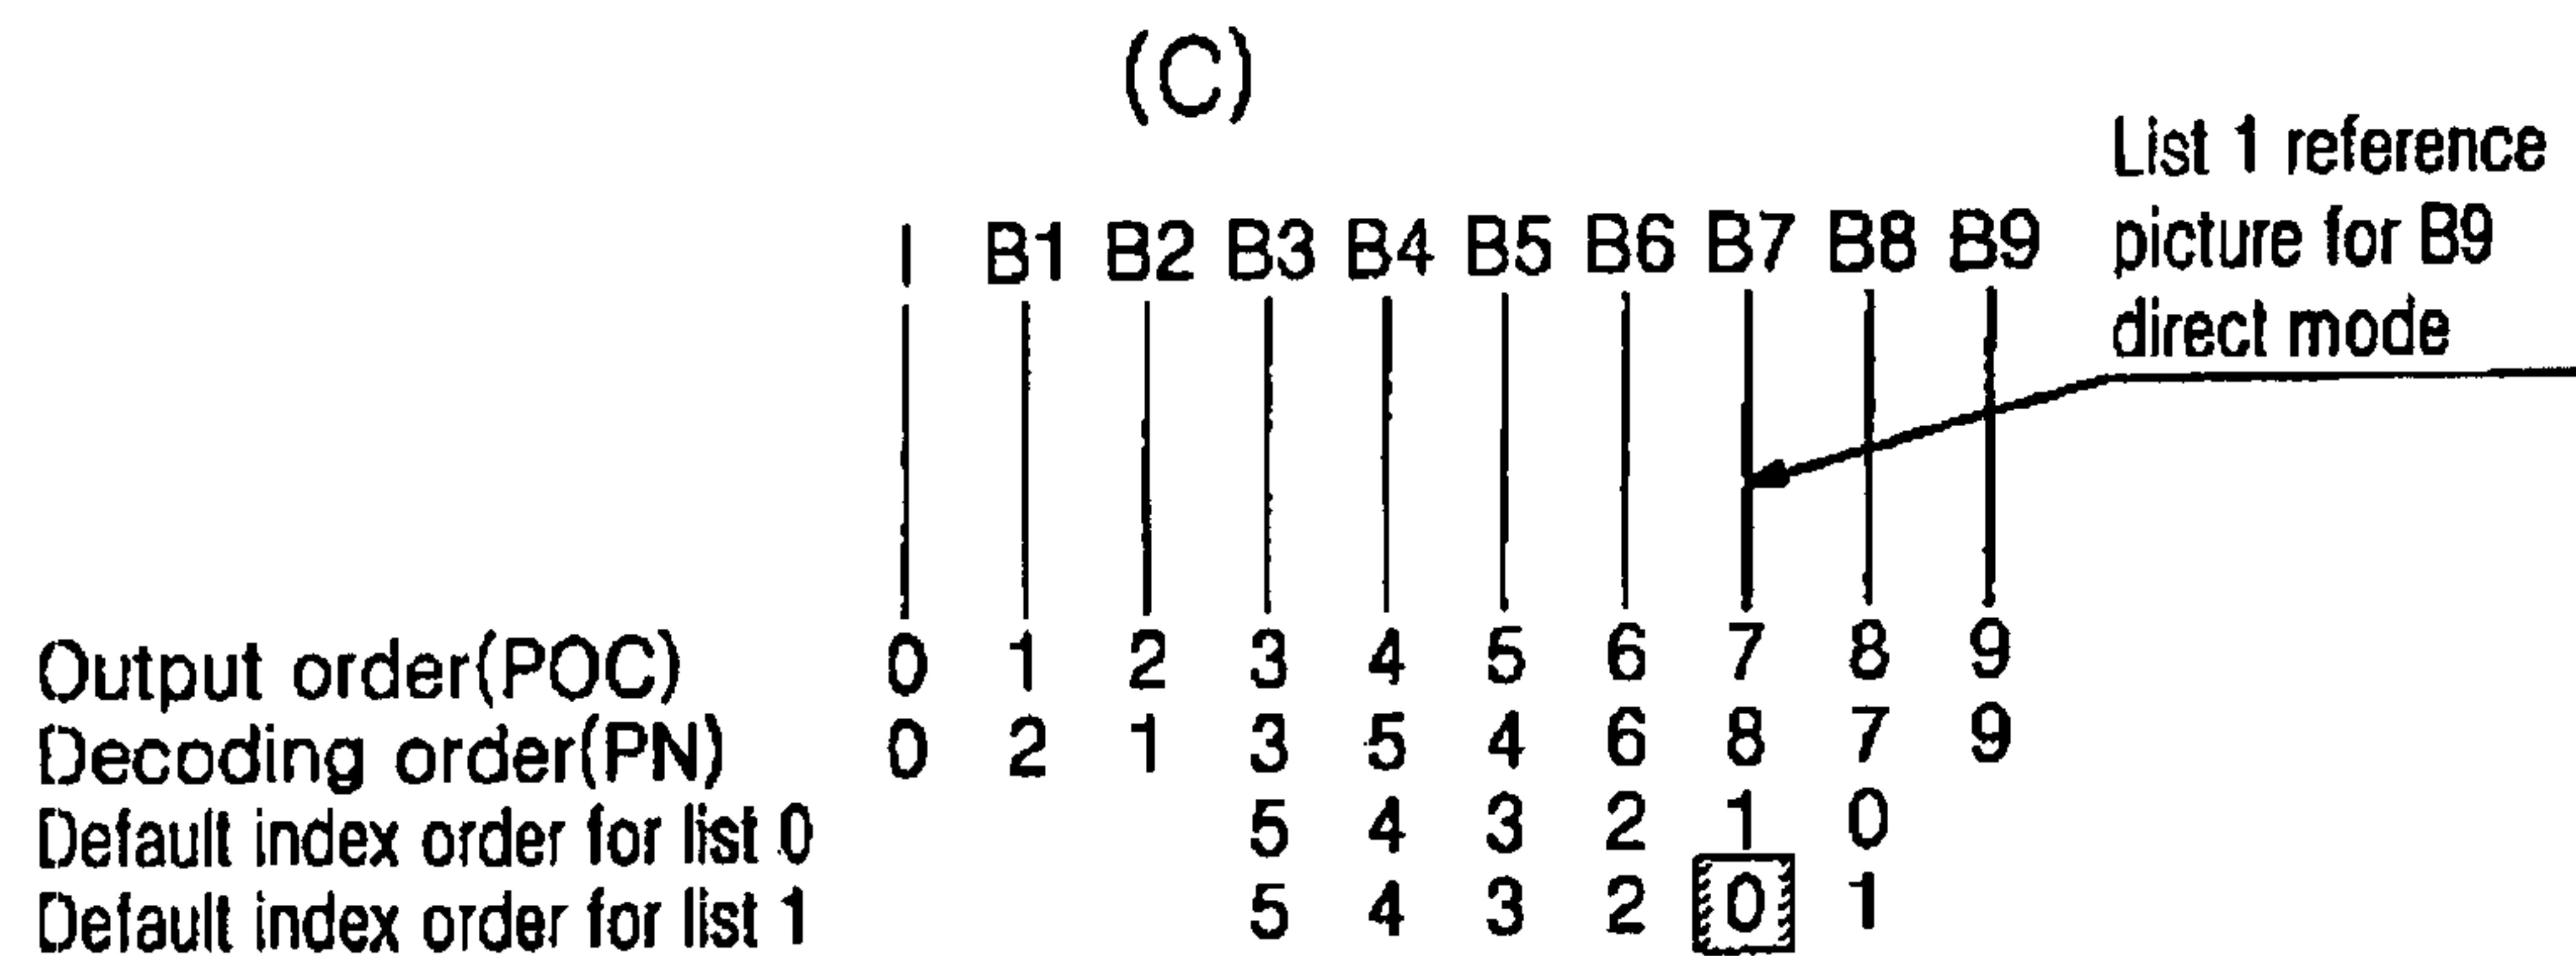 (C)
List 1 reference
picture for B9
direct mode
I B1 B2 B3 B4 B5 B6 B7 B8 B9
Output order(POC) 0 1 2 3 4 5 6 7 8 9
Decoding order(PN) 0 2 1 3 5 4 6 8 7 9
Default index order for list 0 5 4 3 2 1 0
Default index order for list 1 5 4 3 2 0 1